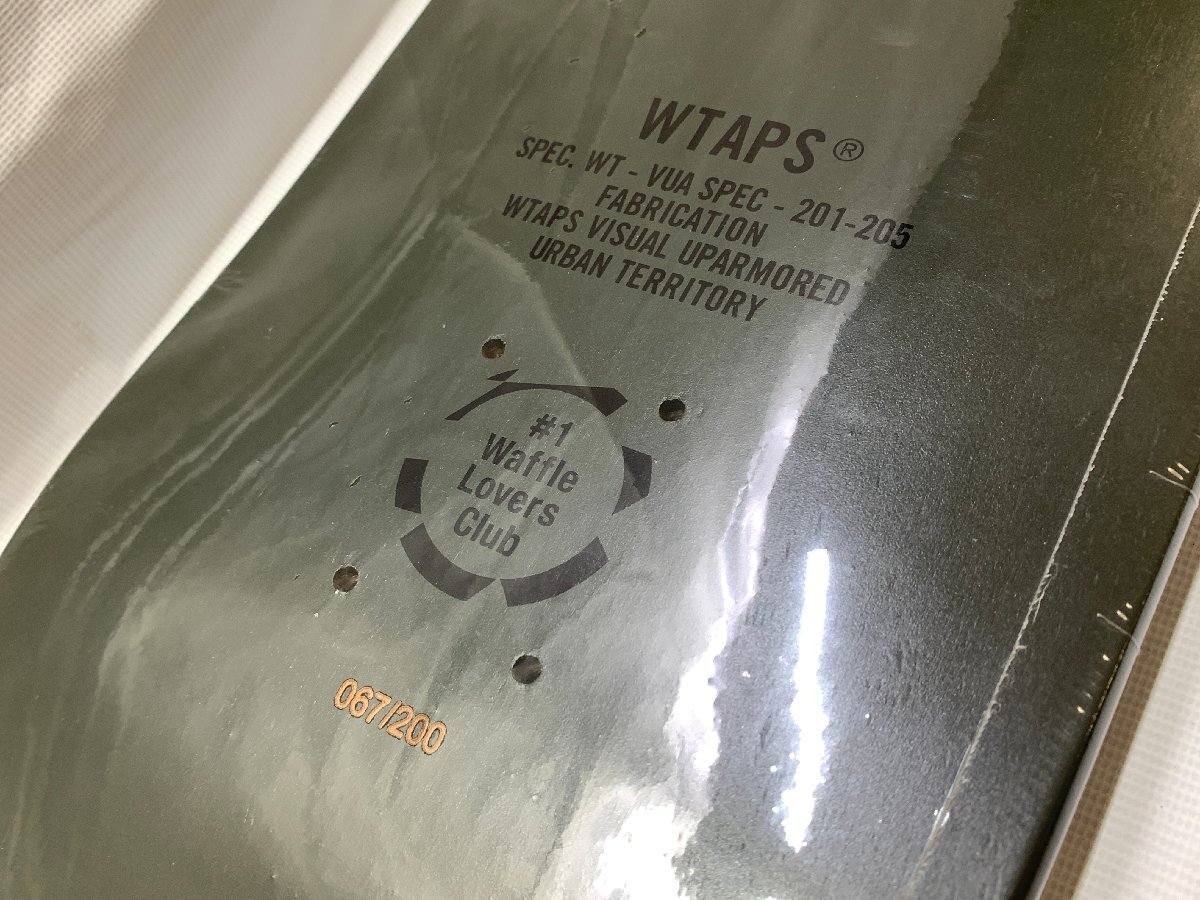 WTAPS®
SPEC. WT - VUA SPEC - 201-205
FABRICATION
WTAPS VISUAL UPARMORED
URBAN TERRITORY
#1
Waffle
Lovers
Club
067/200